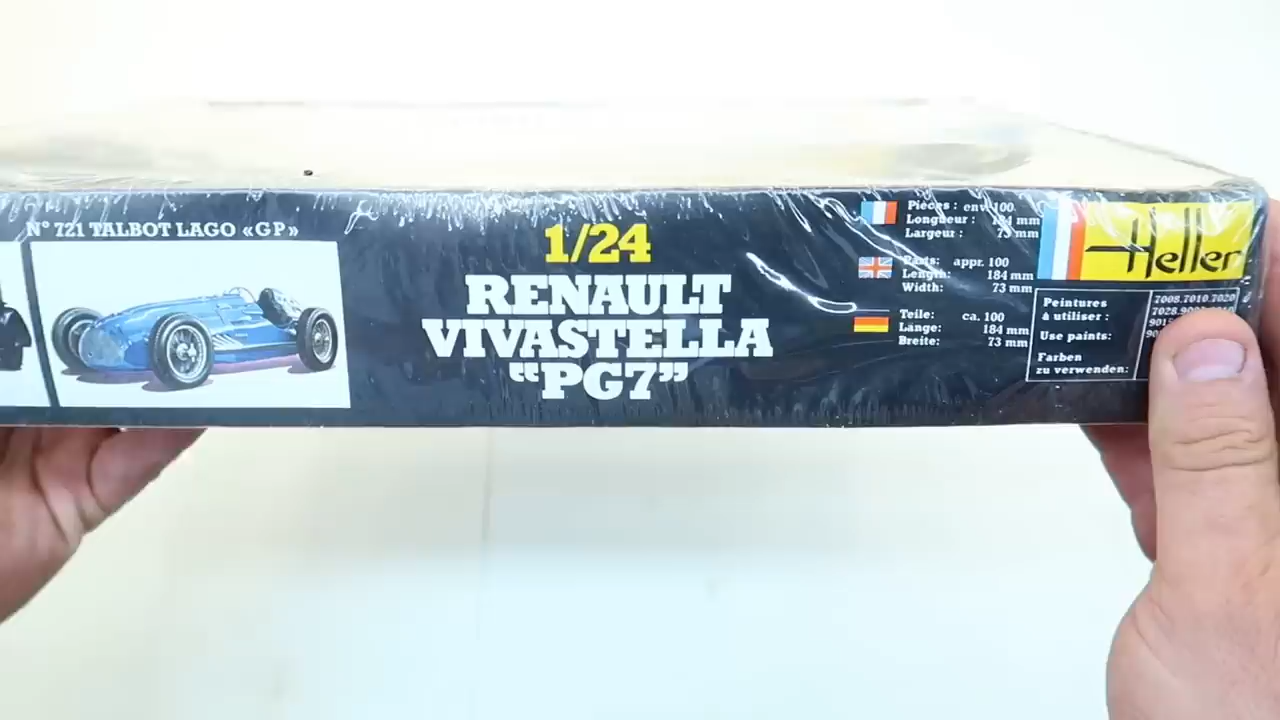 N° 721 TALBOT LAGO «GP»
1/24
RENAULT
VIVASTELLA
“PG7”
Pièces : env. 100
Longueur : 184 mm
Largeur : 73 mm
Parts: appr. 100
Length: 184 mm
Width: 73 mm
Teile: ca. 100
Länge: 184 mm
Breite: 73 mm
Heller
Peintures
à utiliser :
Use paints:
Farben
zu verwenden:
7008.7010.7020
7028.